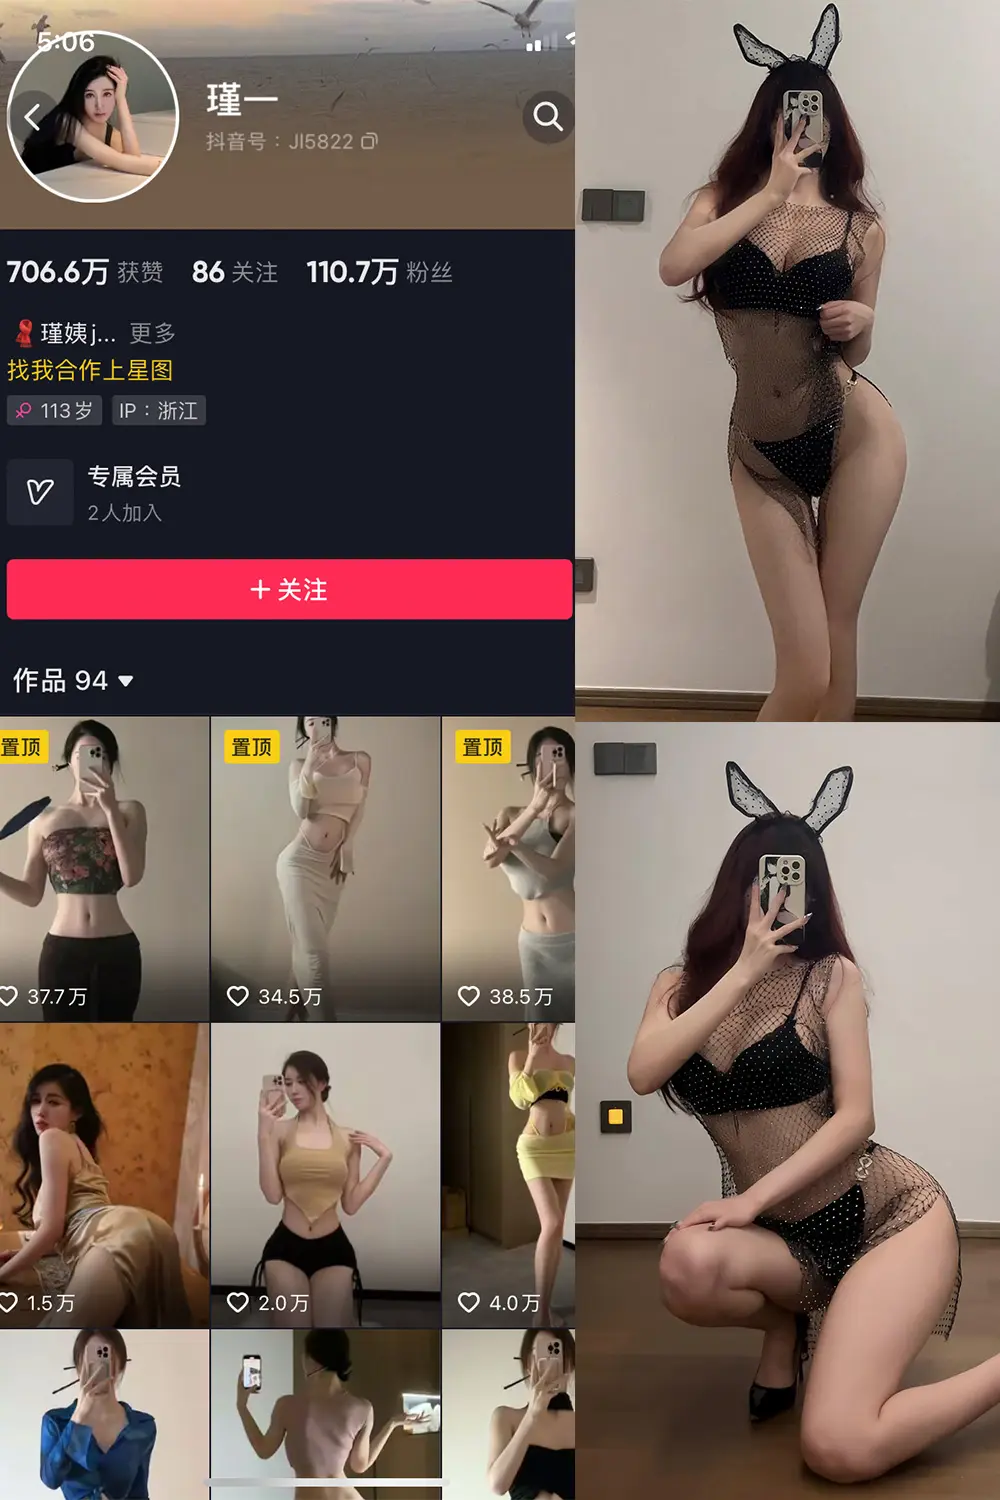 5:06
瑾一
抖音号：JI5822
706.6万 获赞 86 关注 110.7万 粉丝
瑾姨j... 更多
找我合作上星图
113岁 IP：浙江
专属会员
2人加入
+ 关注
作品 94
置顶 置顶 置顶
37.7万 34.5万 38.5万
1.5万 2.0万 4.0万